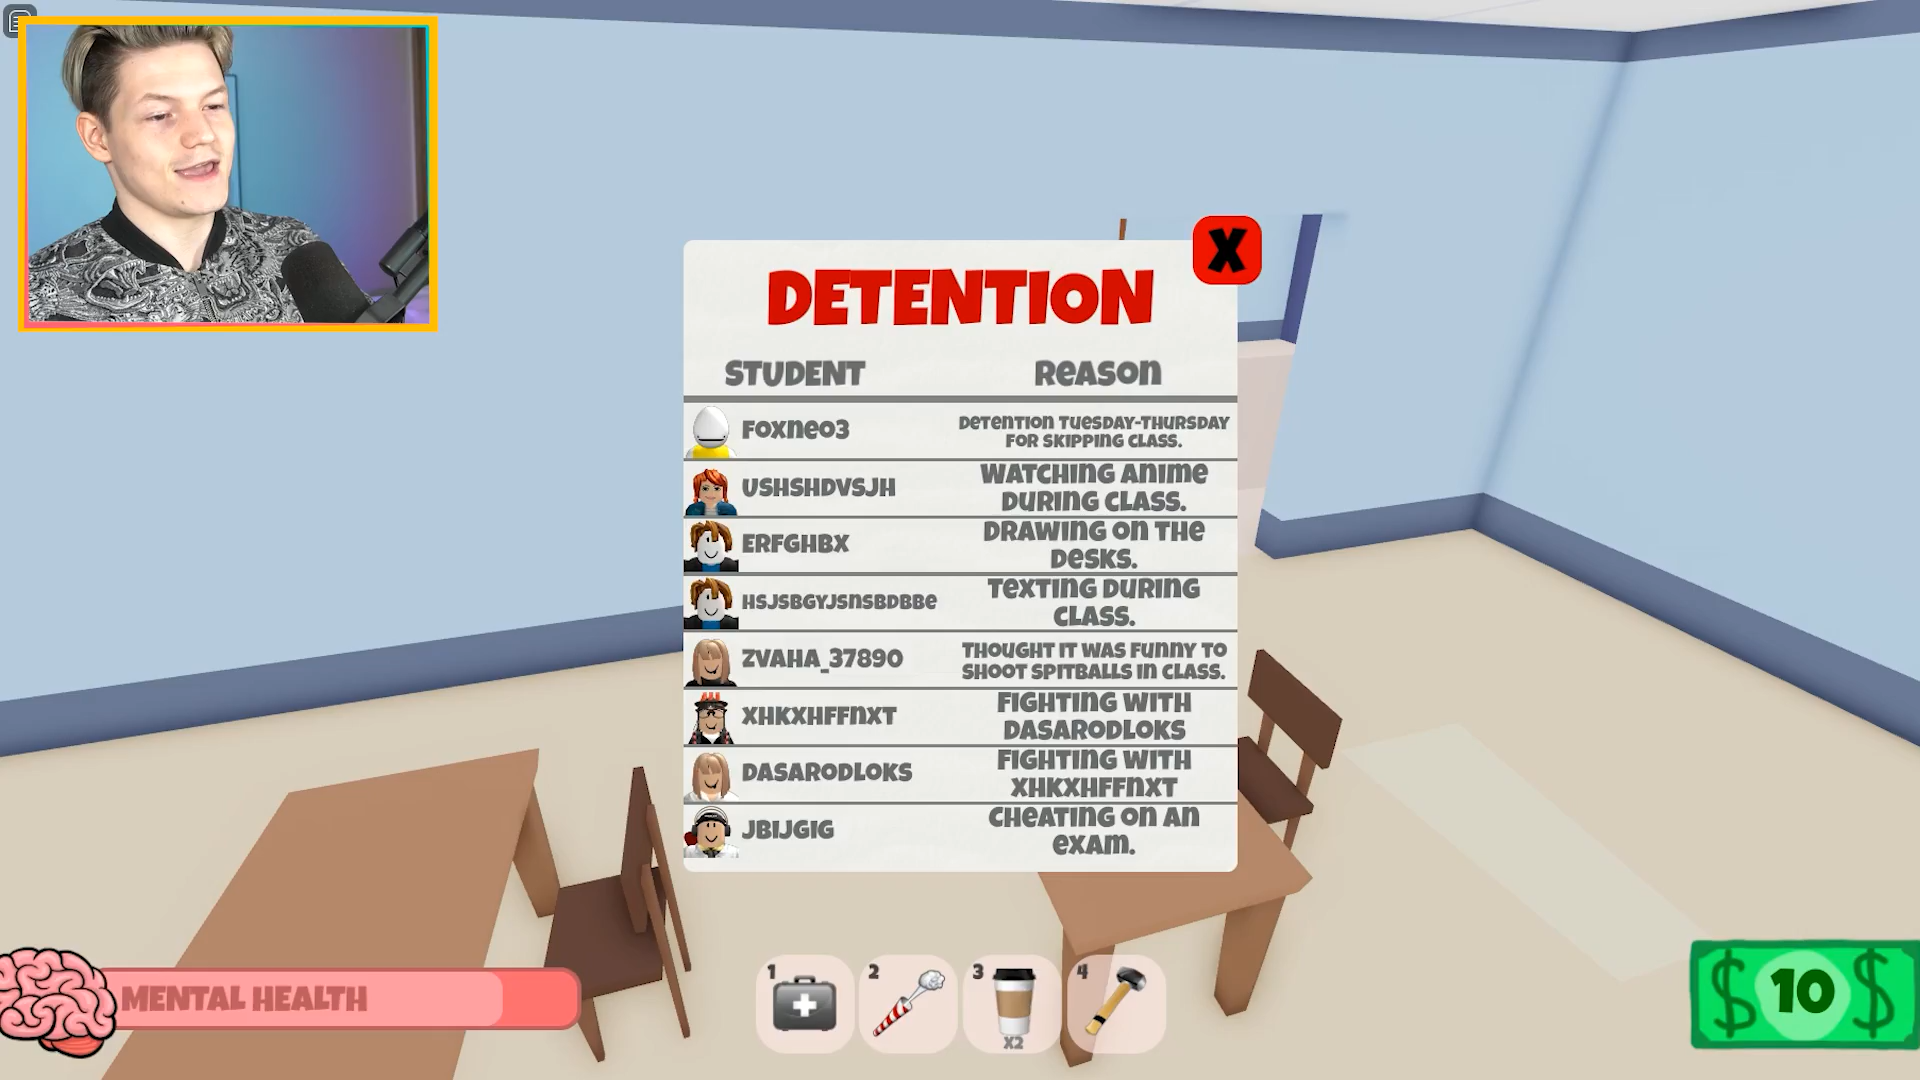 X
DETENTION
STUDENT REASON
FOXNEO3
DETENTION TUESDAY-THURSDAY
FOR SKIPPING CLASS.
USHSHDVSJH
WATCHING ANIME
DURING CLASS.
ERFGHBX
DRAWING ON THE
DESKS.
HSJSBGYJSNSBDBBE
TEXTING DURING
CLASS.
ZVAHA_37890
THOUGHT IT WAS FUNNY TO
SHOOT SPITBALLS IN CLASS.
XHKXHFFNXT
FIGHTING WITH
DASARODLOKS
DASARODLOKS
FIGHTING WITH
XHKXHFFNXT
JBIJGIG
CHEATING ON AN
EXAM.
MENTAL HEALTH
1 2 3 4
X2
$ 10 $